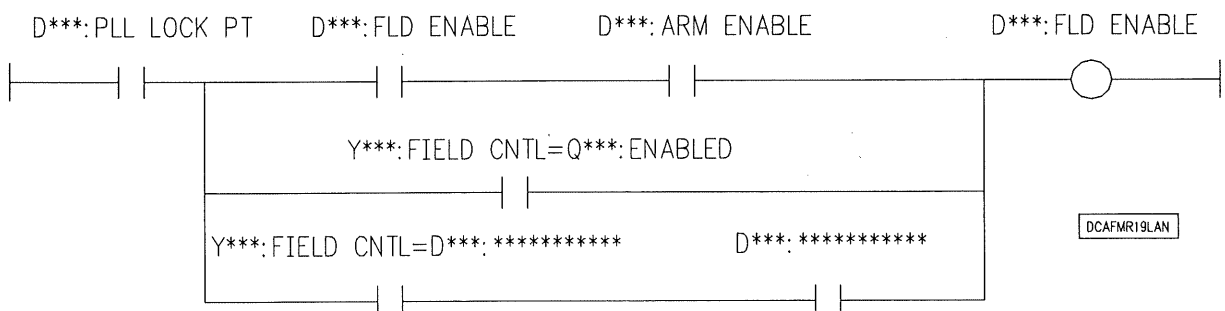 D***:PLL LOCK PT D***:FLD ENABLE D***:ARM ENABLE D***:FLD ENABLE
Y***:FIELD CNTL=Q***:ENABLED
Y***:FIELD CNTL=D***:*********** D***:***********
DCAFMR19LAN